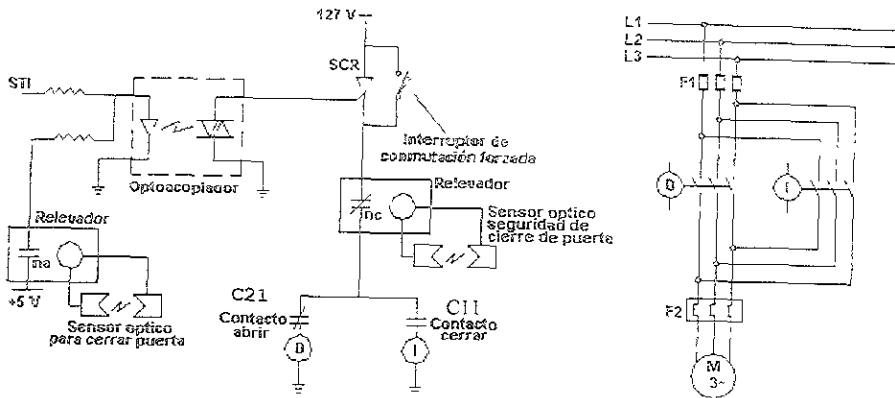 127 V
SCR
STI
Interruptor de
conmutación forzada
Optoacoplador
Relevador
nc
Sensor optico
seguridad de
cierre de puerta
Relevador
na
+5 V
Sensor optico
para cerrar puerta
C21
Contacto
abrir
D
C11
Contacto
cerrar
I
L1
L2
L3
F1
D
I
F2
M
3~